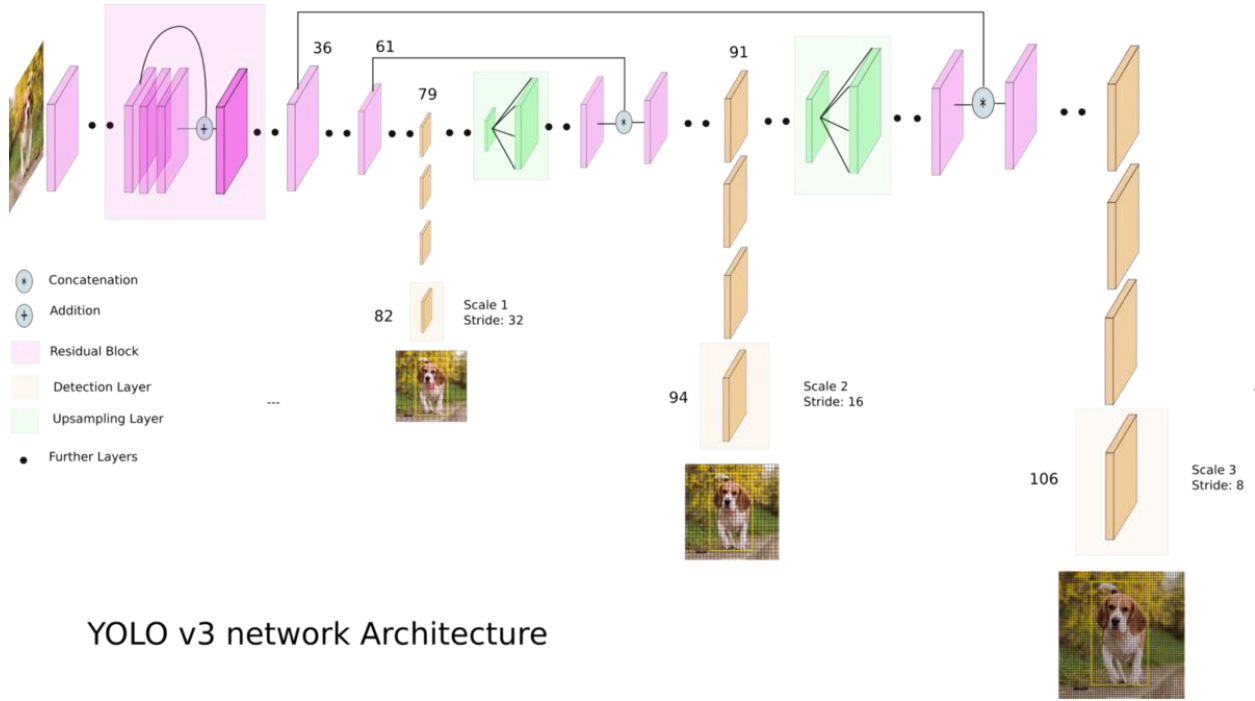 36
61
91
79
*
+
*
* Concatenation
+ Addition
Residual Block
Detection Layer
Upsampling Layer
Further Layers
---
82
Scale 1
Stride: 32
94
Scale 2
Stride: 16
106
Scale 3
Stride: 8
YOLO v3 network Architecture